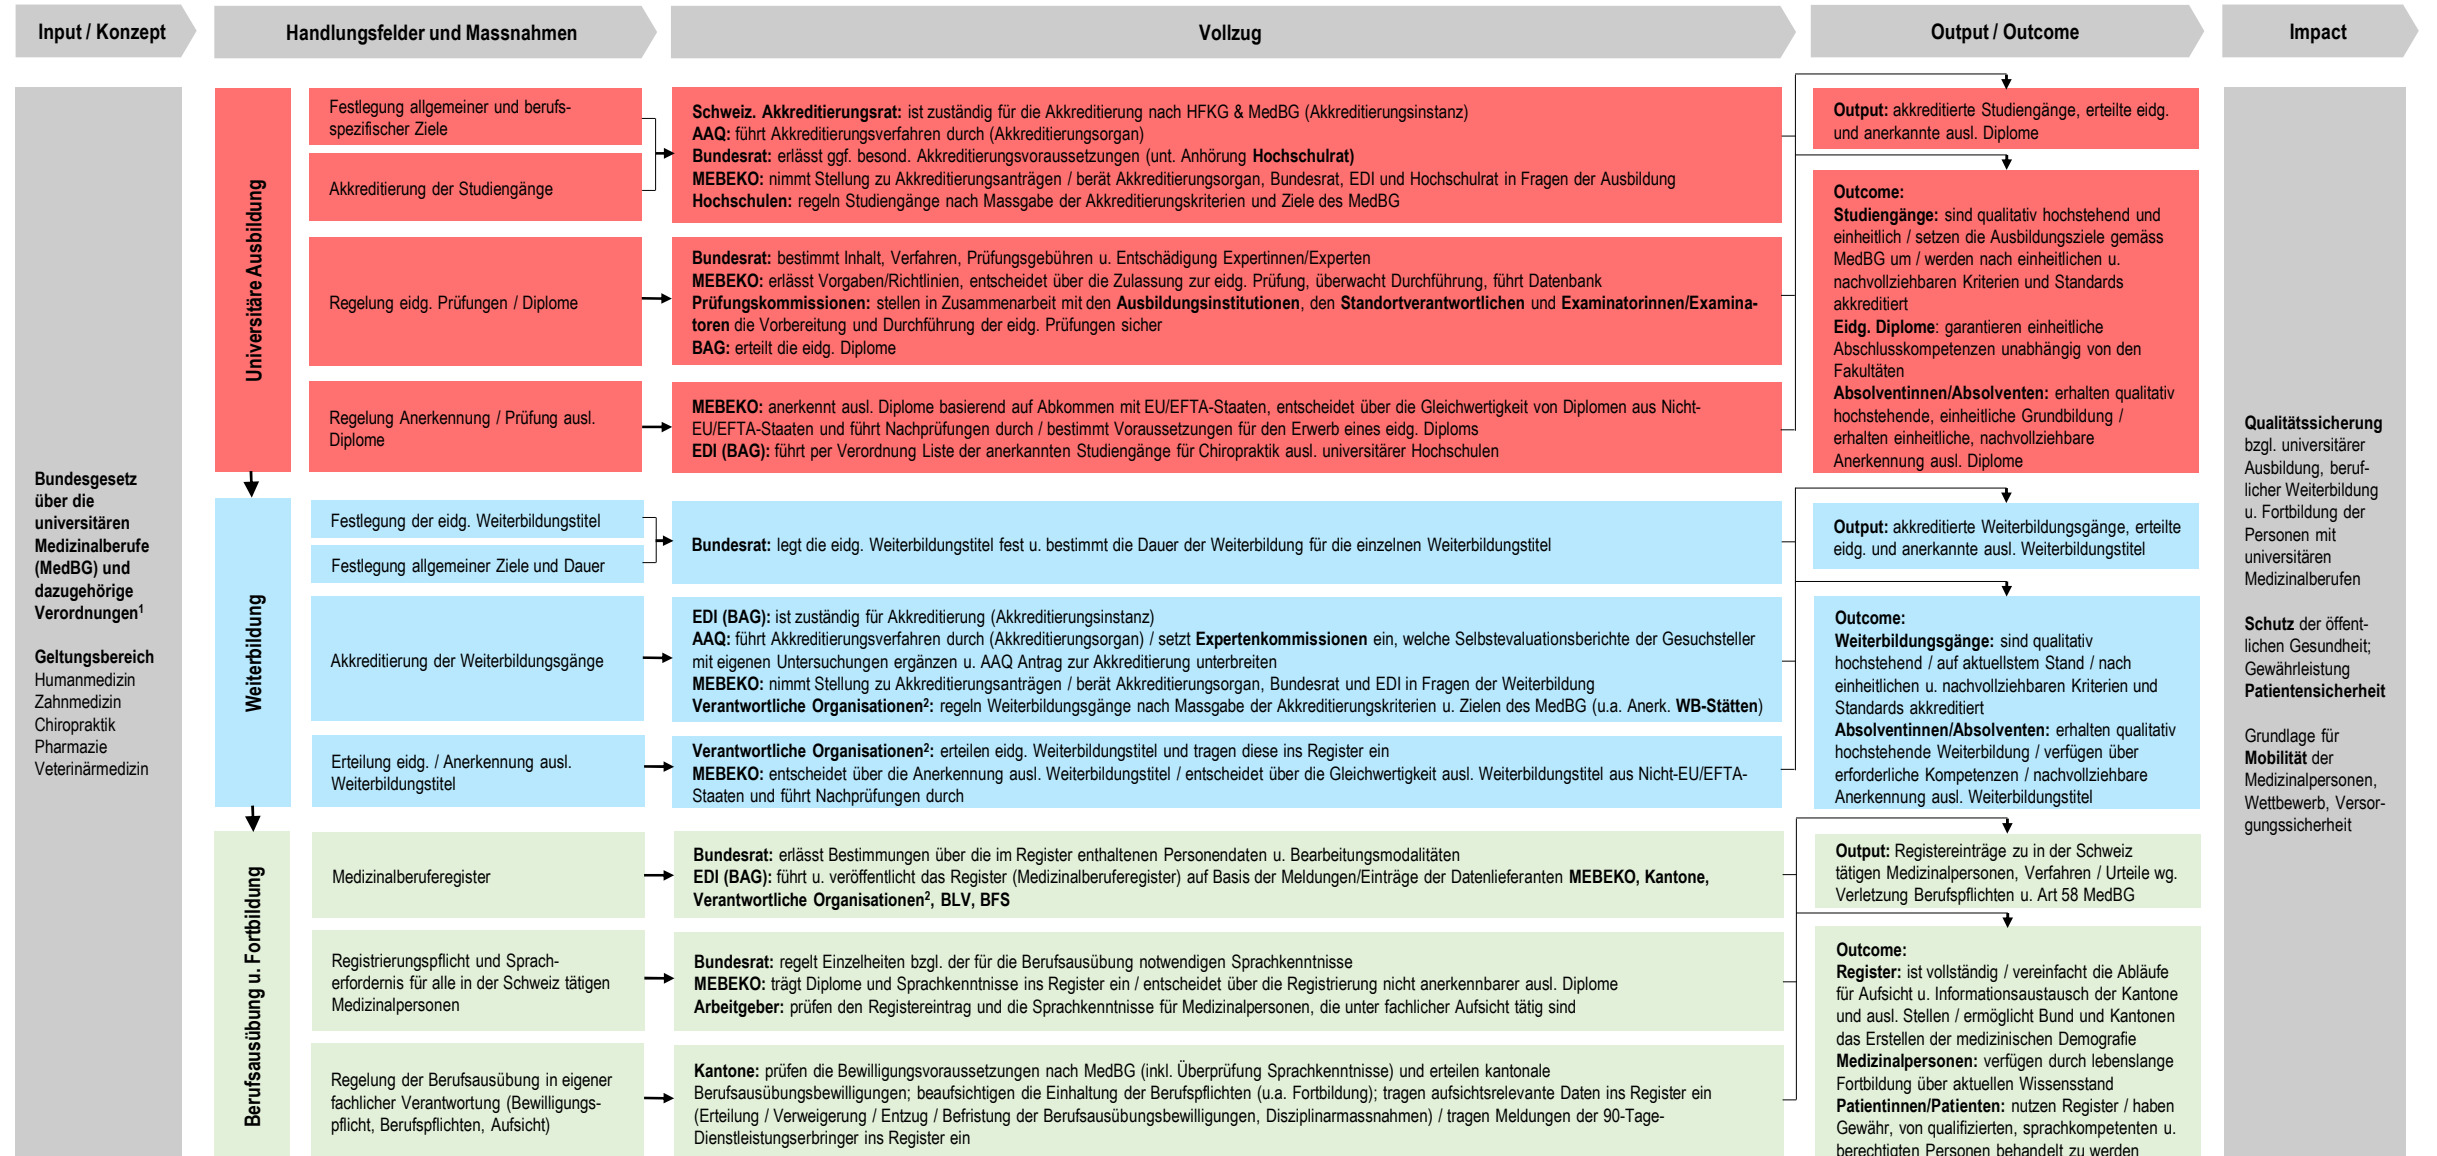 Input / Konzept
Handlungsfelder und Massnahmen
Vollzug
Output / Outcome
Impact
Bundesgesetz
über die
universitären
Medizinalberufe
(MedBG) und
dazugehörige
Verordnungen¹
Geltungsbereich
Humanmedizin
Zahnmedizin
Chiropraktik
Pharmazie
Veterinärmedizin
Universitäre Ausbildung
Festlegung allgemeiner und berufs-
spezifischer Ziele
Akkreditierung der Studiengänge
Schweiz. Akkreditierungsrat: ist zuständig für die Akkreditierung nach HFKG & MedBG (Akkreditierungsinstanz)
AAQ: führt Akkreditierungsverfahren durch (Akkreditierungsorgan)
Bundesrat: erlässt ggf. besond. Akkreditierungsvoraussetzungen (unt. Anhörung Hochschulrat)
MEBEKO: nimmt Stellung zu Akkreditierungsanträgen / berät Akkreditierungsorgan, Bundesrat, EDI und Hochschulrat in Fragen der Ausbildung
Hochschulen: regeln Studiengänge nach Massgabe der Akkreditierungskriterien und Ziele des MedBG
Regelung eidg. Prüfungen / Diplome
Bundesrat: bestimmt Inhalt, Verfahren, Prüfungsgebühren u. Entschädigung Expertinnen/Experten
MEBEKO: erlässt Vorgaben/Richtlinien, entscheidet über die Zulassung zur eidg. Prüfung, überwacht Durchführung, führt Datenbank
Prüfungskommissionen: stellen in Zusammenarbeit mit den Ausbildungsinstitutionen, den Standortverantwortlichen und Examinatorinnen/Examina-
toren die Vorbereitung und Durchführung der eidg. Prüfungen sicher
BAG: erteilt die eidg. Diplome
Regelung Anerkennung / Prüfung ausl.
Diplome
MEBEKO: anerkennt ausl. Diplome basierend auf Abkommen mit EU/EFTA-Staaten, entscheidet über die Gleichwertigkeit von Diplomen aus Nicht-
EU/EFTA-Staaten und führt Nachprüfungen durch / bestimmt Voraussetzungen für den Erwerb eines eidg. Diploms
EDI (BAG): führt per Verordnung Liste der anerkannten Studiengänge für Chiropraktik ausl. universitärer Hochschulen
Output: akkreditierte Studiengänge, erteilte eidg.
und anerkannte ausl. Diplome
Outcome:
Studiengänge: sind qualitativ hochstehend und
einheitlich / setzen die Ausbildungsziele gemäss
MedBG um / werden nach einheitlichen u.
nachvollziehbaren Kriterien und Standards
akkreditiert
Eidg. Diplome: garantieren einheitliche
Abschlusskompetenzen unabhängig von den
Fakultäten
Absolventinnen/Absolventen: erhalten qualitativ
hochstehende, einheitliche Grundbildung /
erhalten einheitliche, nachvollziehbare
Anerkennung ausl. Diplome
Weiterbildung
Festlegung der eidg. Weiterbildungstitel
Festlegung allgemeiner Ziele und Dauer
Bundesrat: legt die eidg. Weiterbildungstitel fest u. bestimmt die Dauer der Weiterbildung für die einzelnen Weiterbildungstitel
Akkreditierung der Weiterbildungsgänge
EDI (BAG): ist zuständig für Akkreditierung (Akkreditierungsinstanz)
AAQ: führt Akkreditierungsverfahren durch (Akkreditierungsorgan) / setzt Expertenkommissionen ein, welche Selbstevaluationsberichte der Gesuchsteller
mit eigenen Untersuchungen ergänzen u. AAQ Antrag zur Akkreditierung unterbreiten
MEBEKO: nimmt Stellung zu Akkreditierungsanträgen / berät Akkreditierungsorgan, Bundesrat und EDI in Fragen der Weiterbildung
Verantwortliche Organisationen²: regeln Weiterbildungsgänge nach Massgabe der Akkreditierungskriterien u. Zielen des MedBG (u.a. Anerk. WB-Stätten)
Erteilung eidg. / Anerkennung ausl.
Weiterbildungstitel
Verantwortliche Organisationen²: erteilen eidg. Weiterbildungstitel und tragen diese ins Register ein
MEBEKO: entscheidet über die Anerkennung ausl. Weiterbildungstitel / entscheidet über die Gleichwertigkeit ausl. Weiterbildungstitel aus Nicht-EU/EFTA-
Staaten und führt Nachprüfungen durch
Output: akkreditierte Weiterbildungsgänge, erteilte
eidg. und anerkannte ausl. Weiterbildungstitel
Outcome:
Weiterbildungsgänge: sind qualitativ
hochstehend / auf aktuellstem Stand / nach
einheitlichen u. nachvollziehbaren Kriterien und
Standards akkreditiert
Absolventinnen/Absolventen: erhalten qualitativ
hochstehende Weiterbildung / verfügen über
erforderliche Kompetenzen / nachvollziehbare
Anerkennung ausl. Weiterbildungstitel
Berufsausübung u. Fortbildung
Medizinalberuferegister
Bundesrat: erlässt Bestimmungen über die im Register enthaltenen Personendaten u. Bearbeitungsmodalitäten
EDI (BAG): führt u. veröffentlicht das Register (Medizinalberuferegister) auf Basis der Meldungen/Einträge der Datenlieferanten MEBEKO, Kantone,
Verantwortliche Organisationen², BLV, BFS
Registrierungspflicht und Sprach-
erfordernis für alle in der Schweiz tätigen
Medizinalpersonen
Bundesrat: regelt Einzelheiten bzgl. der für die Berufsausübung notwendigen Sprachkenntnisse
MEBEKO: trägt Diplome und Sprachkenntnisse ins Register ein / entscheidet über die Registrierung nicht anerkennbarer ausl. Diplome
Arbeitgeber: prüfen den Registereintrag und die Sprachkenntnisse für Medizinalpersonen, die unter fachlicher Aufsicht tätig sind
Regelung der Berufsausübung in eigener
fachlicher Verantwortung (Bewilligungs-
pflicht, Berufspflichten, Aufsicht)
Kantone: prüfen die Bewilligungsvoraussetzungen nach MedBG (inkl. Überprüfung Sprachkenntnisse) und erteilen kantonale
Berufsausübungsbewilligungen; beaufsichtigen die Einhaltung der Berufspflichten (u.a. Fortbildung); tragen aufsichtsrelevante Daten ins Register ein
(Erteilung / Verweigerung / Entzug / Befristung der Berufsausübungsbewilligungen, Disziplinarmassnahmen) / tragen Meldungen der 90-Tage-
Dienstleistungserbringer ins Register ein
Output: Registereinträge zu in der Schweiz
tätigen Medizinalpersonen, Verfahren / Urteile wg.
Verletzung Berufspflichten u. Art 58 MedBG
Outcome:
Register: ist vollständig / vereinfacht die Abläufe
für Aufsicht u. Informationsaustausch der Kantone
und ausl. Stellen / ermöglicht Bund und Kantonen
das Erstellen der medizinischen Demografie
Medizinalpersonen: verfügen durch lebenslange
Fortbildung über aktuellen Wissensstand
Patientinnen/Patienten: nutzen Register / haben
Gewähr, von qualifizierten, sprachkompetenten u.
berechtigten Personen behandelt zu werden
Qualitätssicherung
bzgl. universitärer
Ausbildung, beruf-
licher Weiterbildung
u. Fortbildung der
Personen mit
universitären
Medizinalberufen
Schutz der öffent-
lichen Gesundheit;
Gewährleistung
Patientensicherheit
Grundlage für
Mobilität der
Medizinalpersonen,
Wettbewerb, Versor-
gungssicherheit